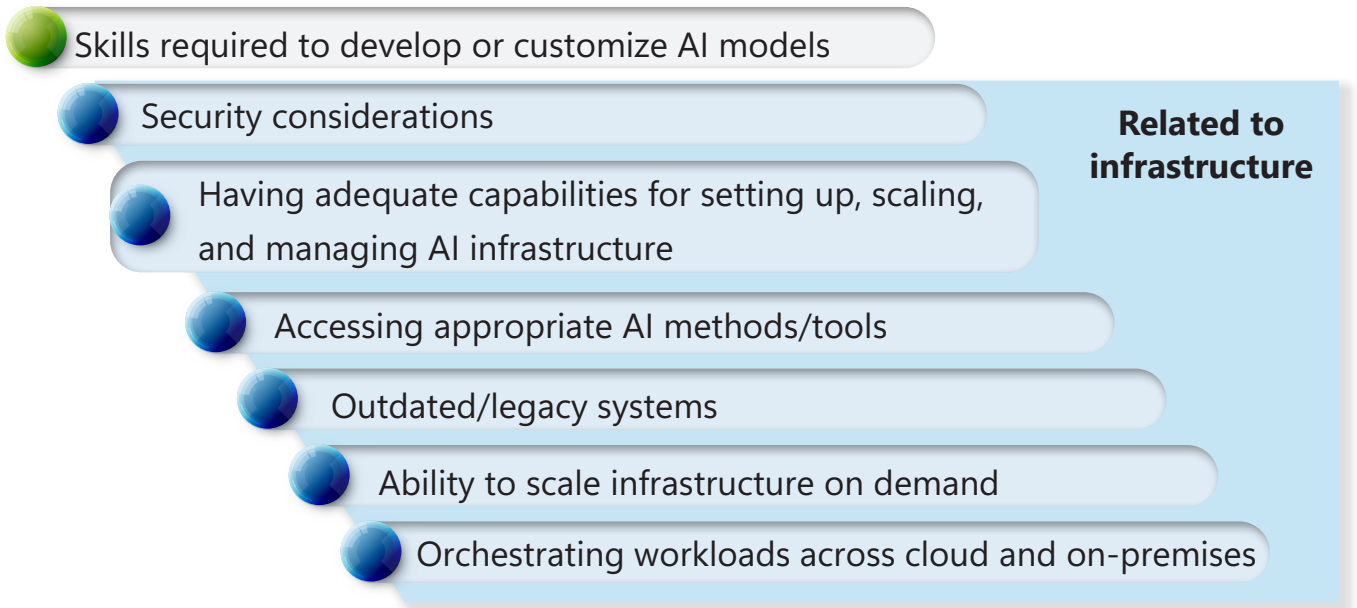 Skills required to develop or customize AI models
Security considerations
Related to
infrastructure
Having adequate capabilities for setting up, scaling,
and managing AI infrastructure
Accessing appropriate AI methods/tools
Outdated/legacy systems
Ability to scale infrastructure on demand
Orchestrating workloads across cloud and on-premises